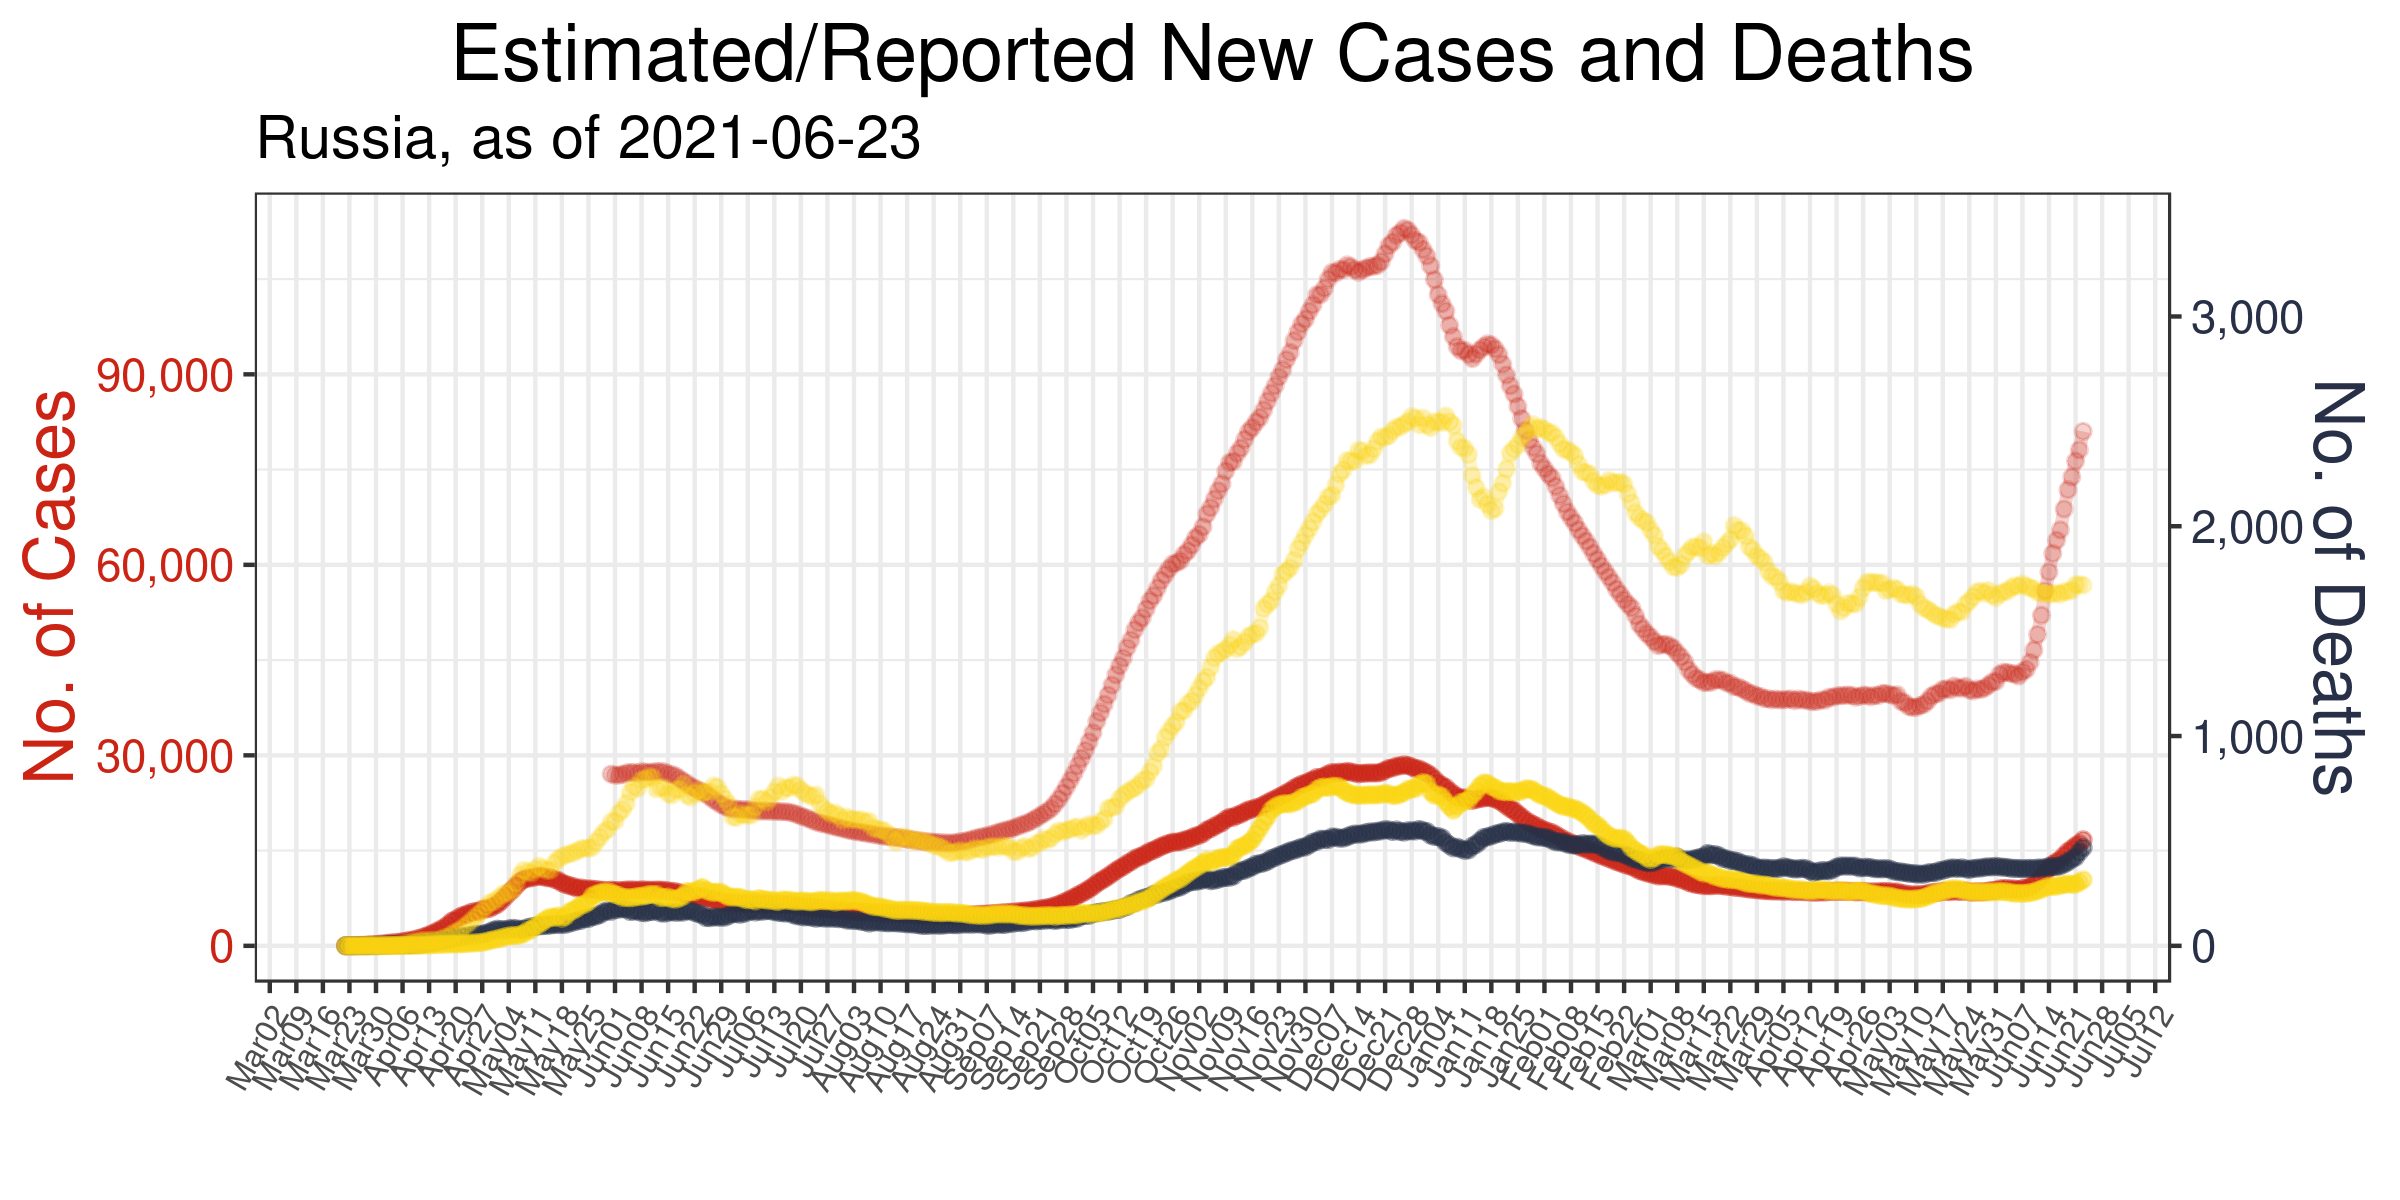 Estimated/Reported New Cases and Deaths
Russia, as of 2021-06-23
No. of Cases
90,000
60,000
30,000
0
3,000
2,000
1,000
0
No. of Deaths
Mar02
Mar09
Mar16
Mar23
Mar30
Apr06
Apr13
Apr20
Apr27
May04
May11
May18
May25
Jun01
Jun08
Jun15
Jun22
Jun29
Jul06
Jul13
Jul20
Jul27
Aug03
Aug10
Aug17
Aug24
Aug31
Sep07
Sep14
Sep21
Sep28
Oct05
Oct12
Oct19
Oct26
Nov02
Nov09
Nov16
Nov23
Nov30
Dec07
Dec14
Dec21
Dec28
Jan04
Jan11
Jan18
Jan25
Feb01
Feb08
Feb15
Feb22
Mar01
Mar08
Mar15
Mar22
Mar29
Apr05
Apr12
Apr19
Apr26
May03
May10
May17
May24
May31
Jun07
Jun14
Jun21
Jun28
Jul05
Jul12